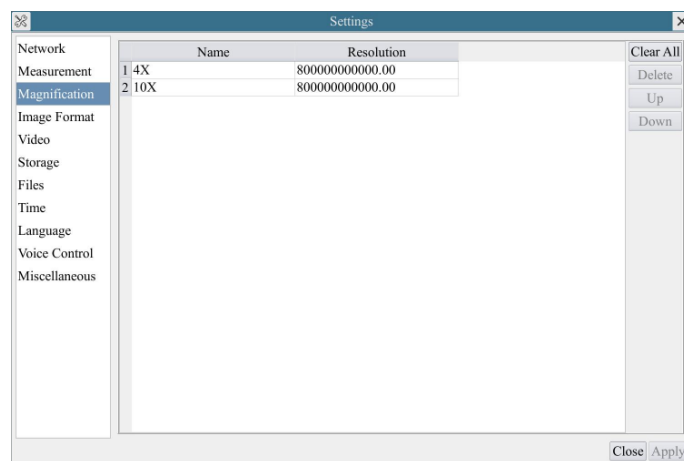 Settings
Network
Measurement
Magnification
Image Format
Video
Storage
Files
Time
Language
Voice Control
Miscellaneous
Name Resolution
1 4X 800000000000.00
2 10X 800000000000.00
Clear All
Delete
Up
Down
Close Apply